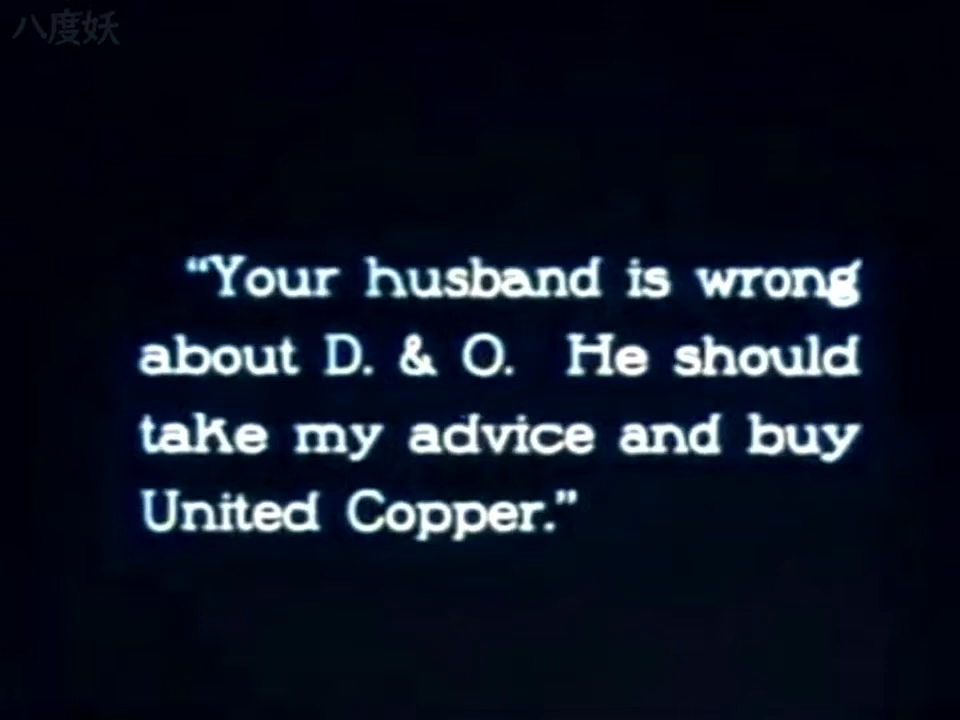 八度妖
“Your husband is wrong
about D. & O. He should
take my advice and buy
United Copper.”